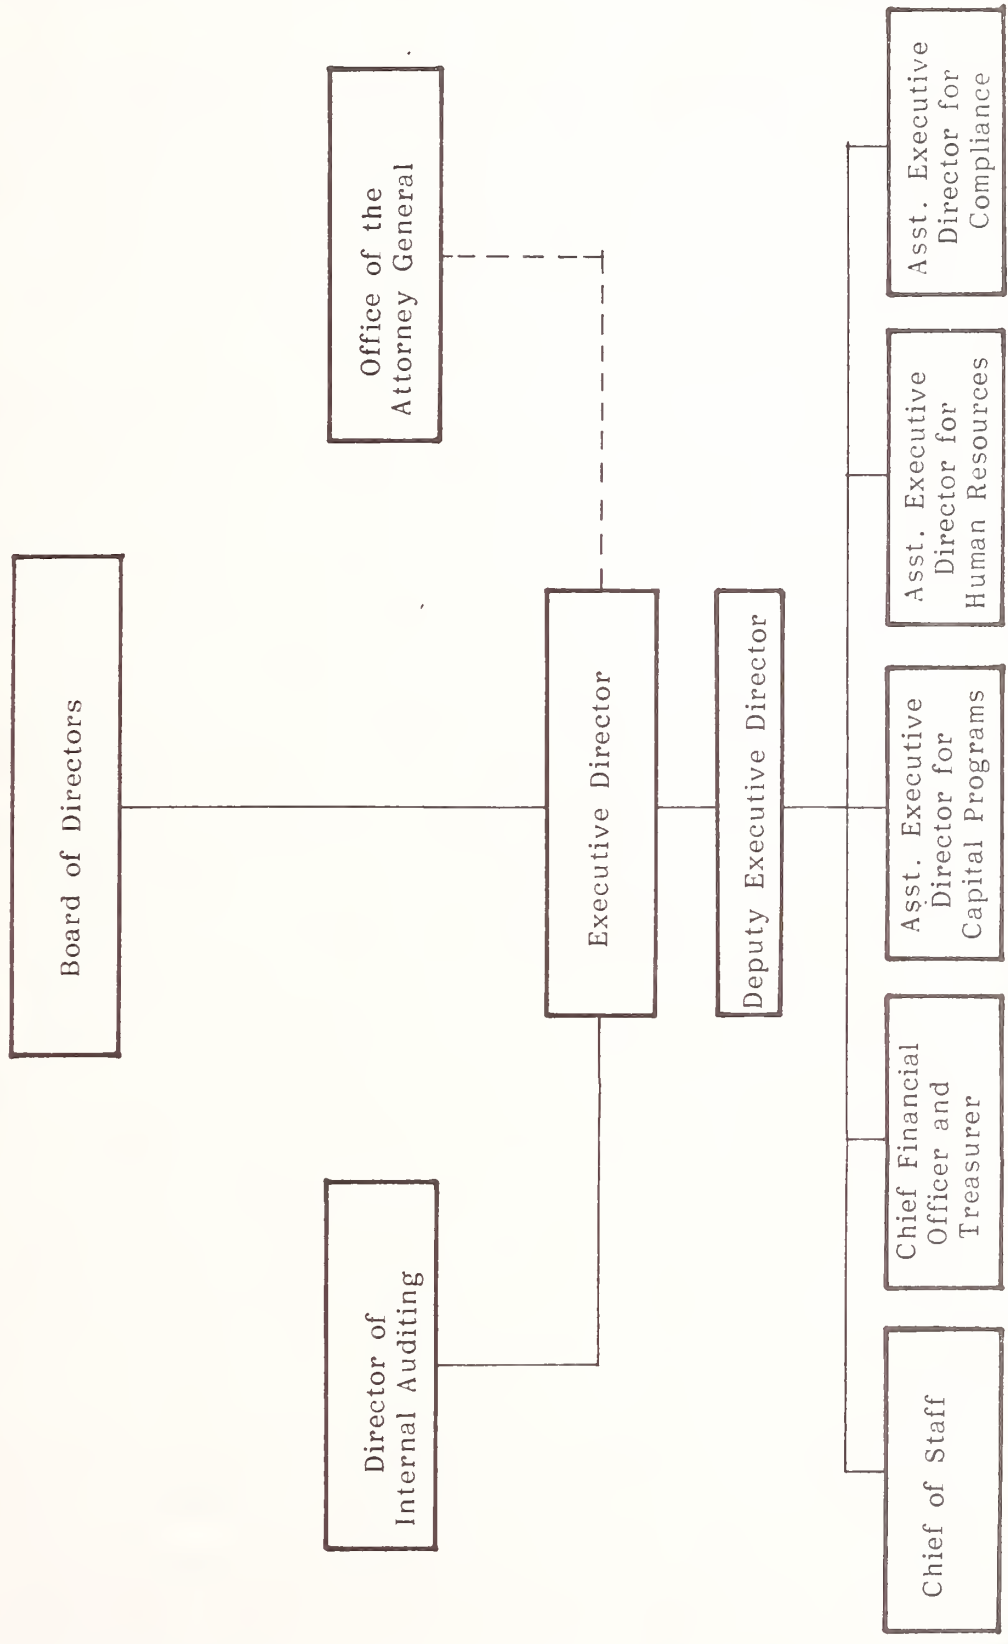 Board of Directors
Director of
Internal Auditing
Office of the
Attorney General
Executive Director
Deputy Executive Director
Chief of Staff
Chief Financial
Officer and
Treasurer
Asst. Executive
Director for
Capital Programs
Asst. Executive
Director for
Human Resources
Asst. Executive
Director for
Compliance